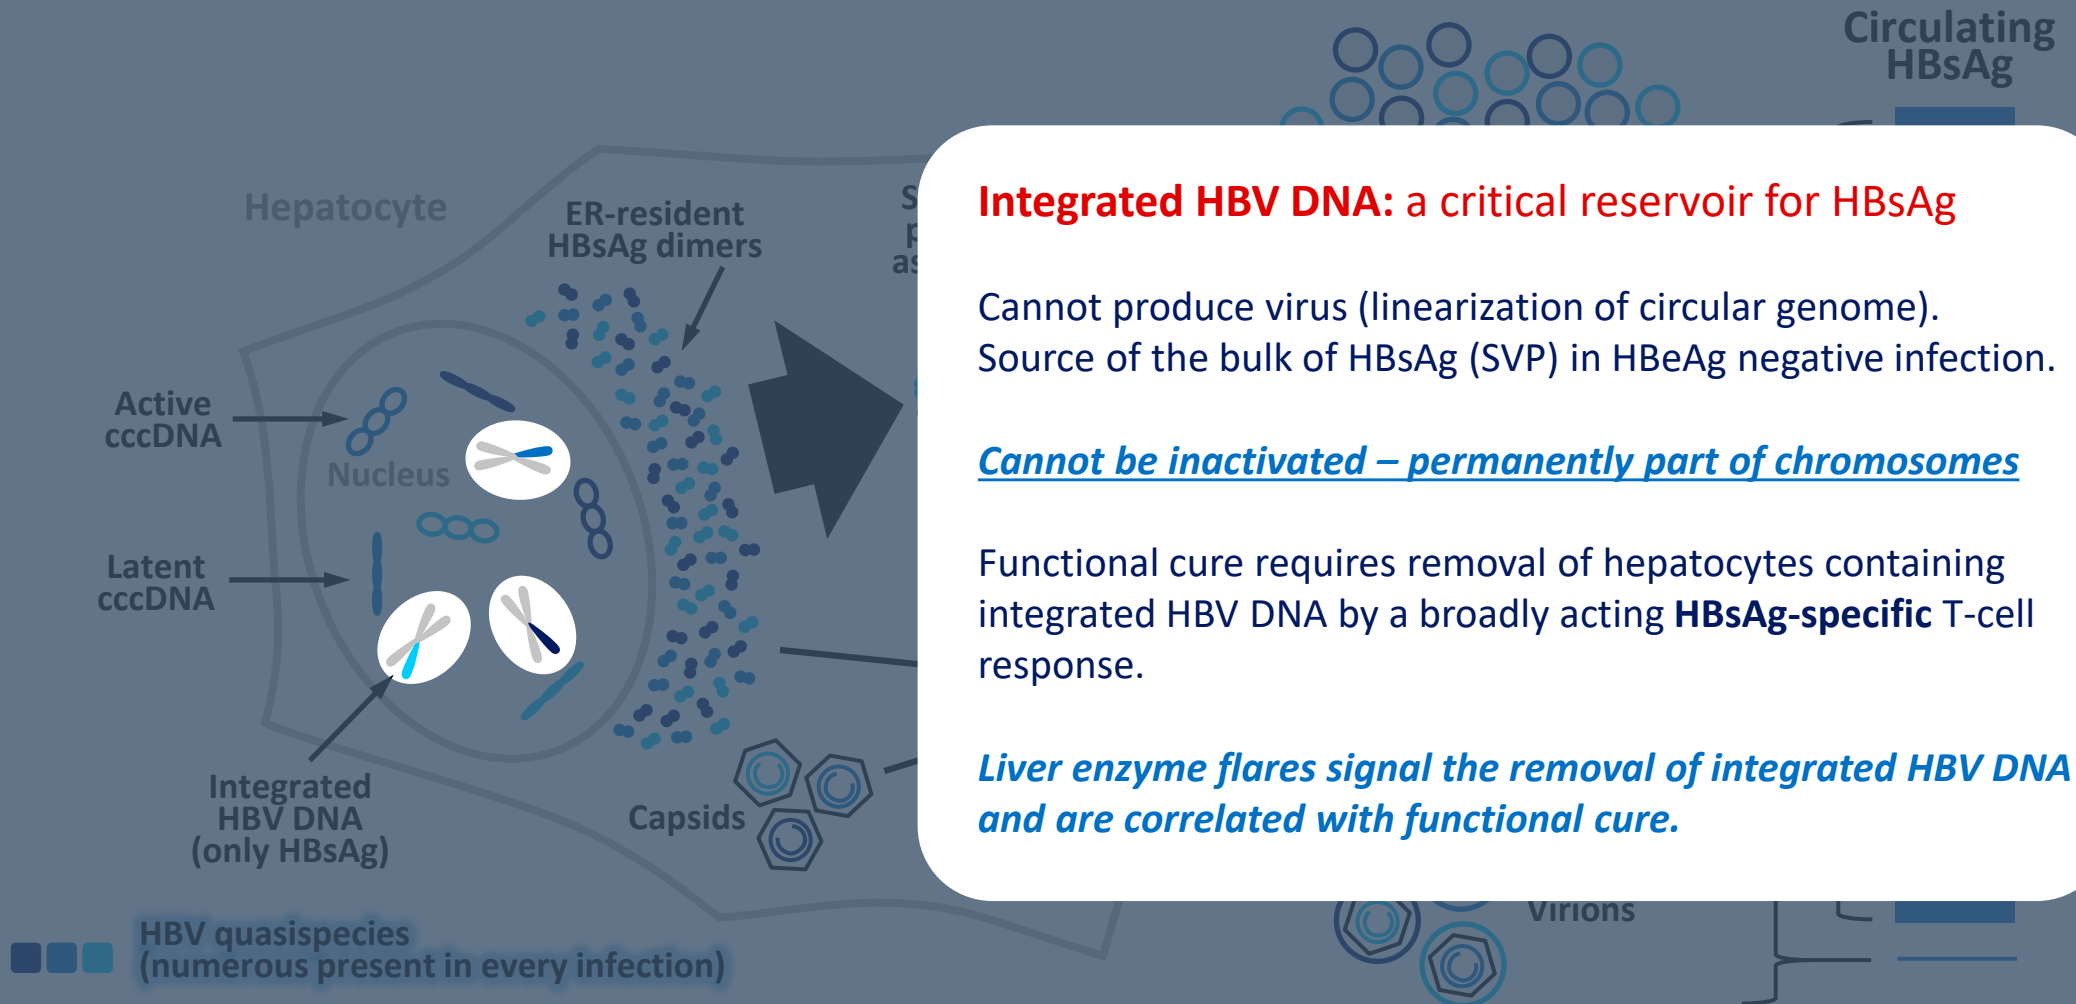 Circulating
HBsAg
Hepatocyte
ER-resident
HBsAg dimers
Integrated HBV DNA: a critical reservoir for HBsAg
Cannot produce virus (linearization of circular genome).
Source of the bulk of HBsAg (SVP) in HBeAg negative infection.
Cannot be inactivated – permanently part of chromosomes
Functional cure requires removal of hepatocytes containing
integrated HBV DNA by a broadly acting HBsAg-specific T-cell
response.
Liver enzyme flares signal the removal of integrated HBV DNA
and are correlated with functional cure.
Active
cccDNA
Nucleus
Latent
cccDNA
Integrated
HBV DNA
(only HBsAg)
Capsids
Virions
HBV quasispecies
(numerous present in every infection)